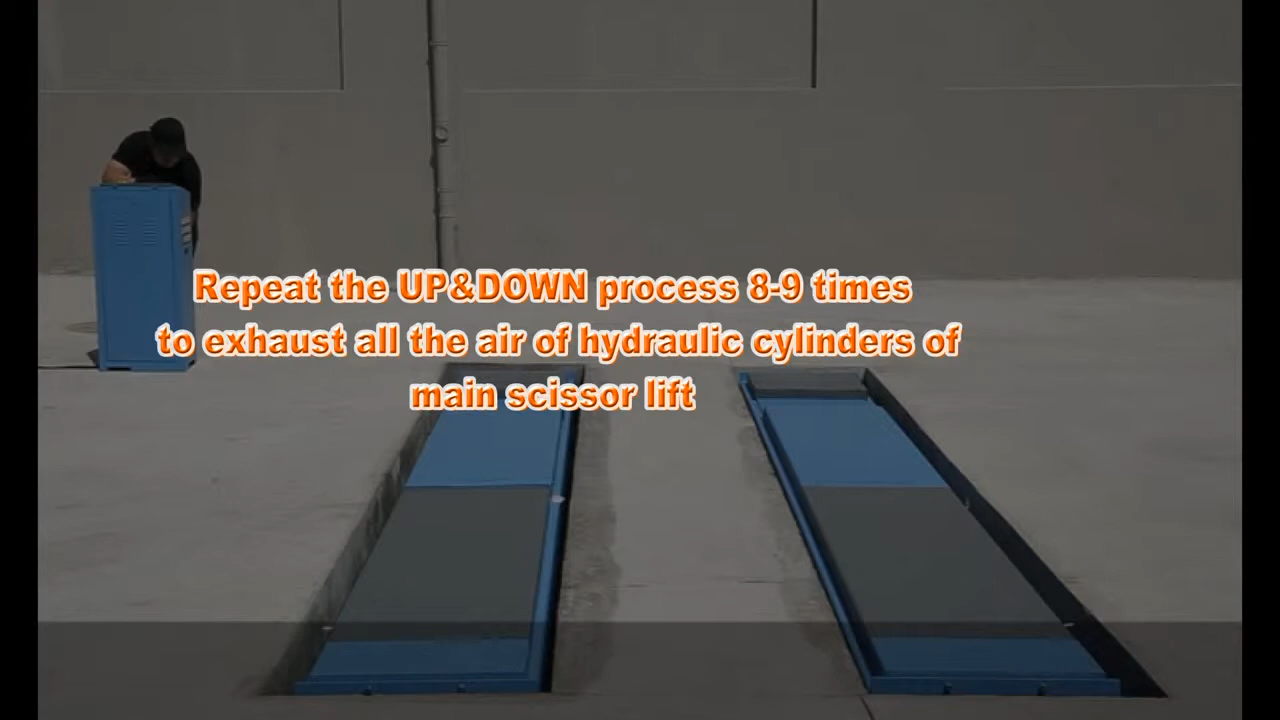 Repeat the UP&DOWN process 8-9 times
to exhaust all the air of hydraulic cylinders of
main scissor lift